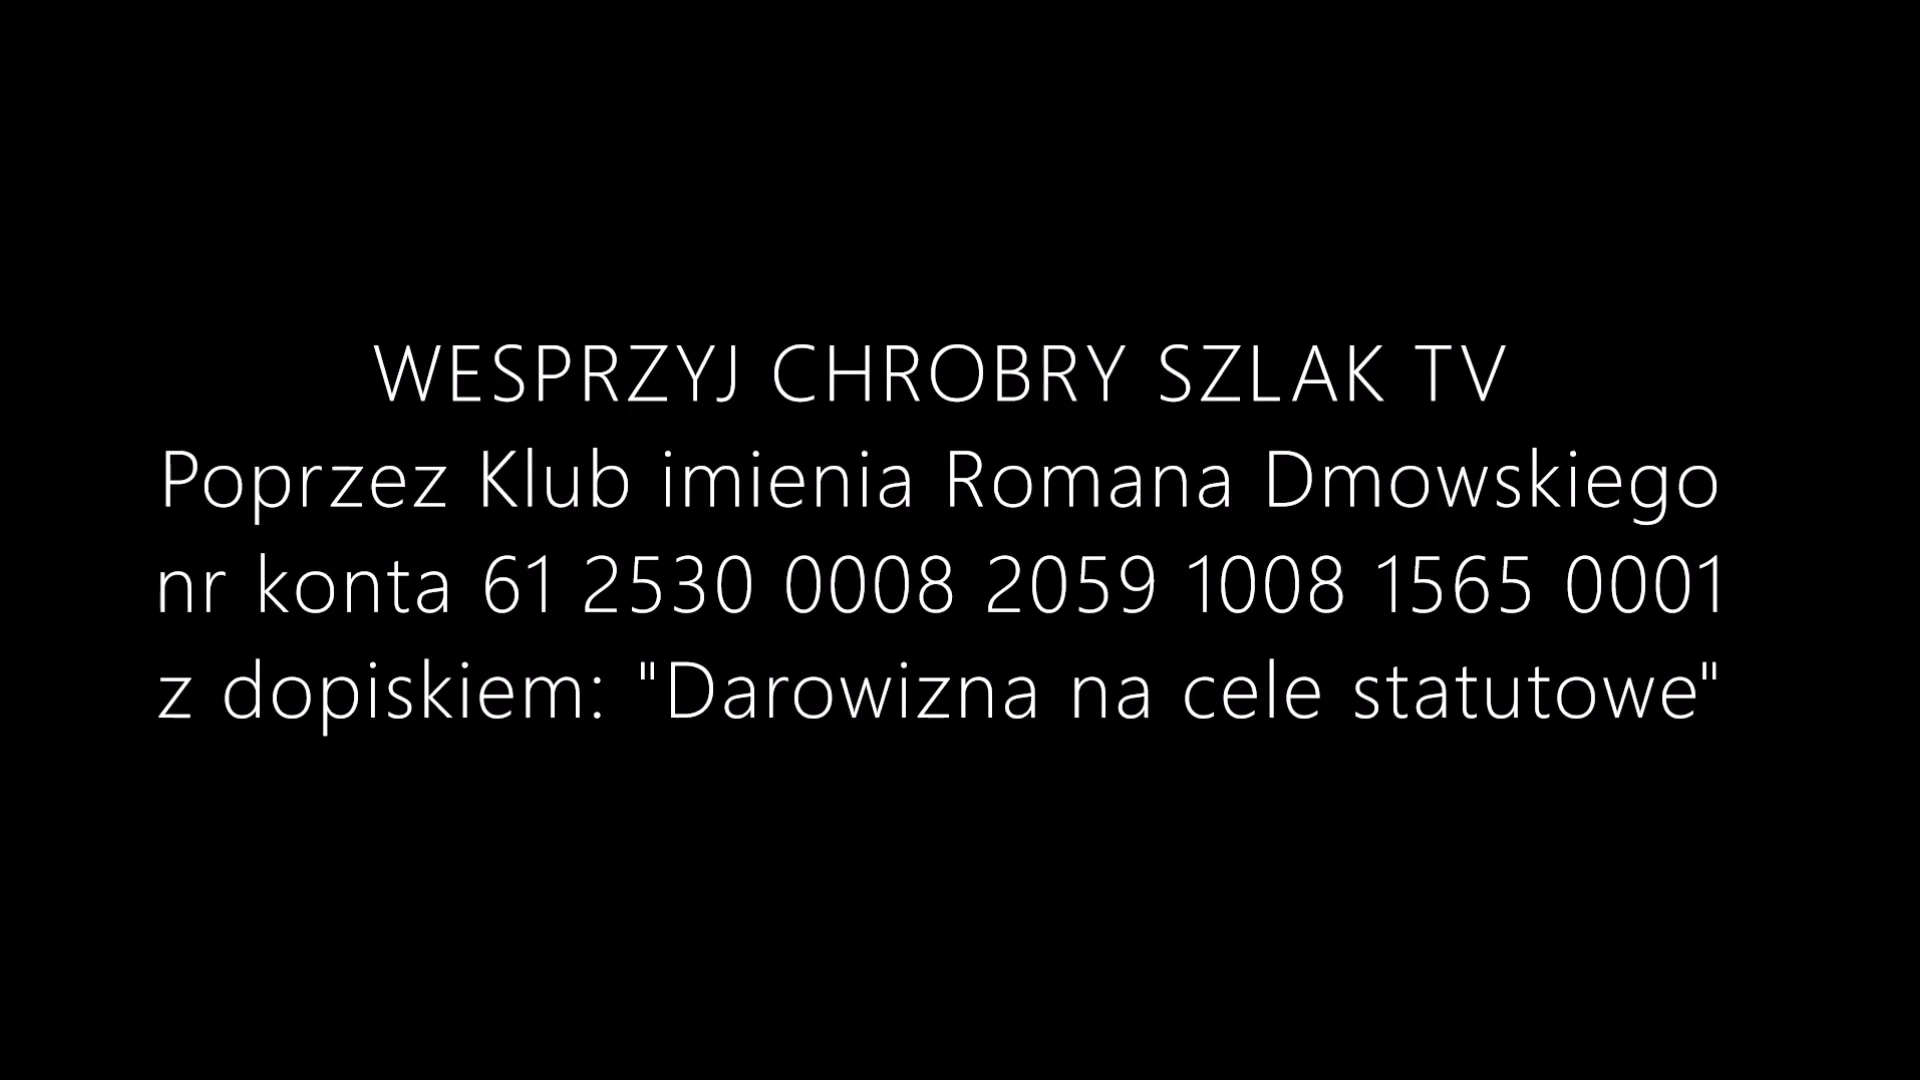 WESPRZYJ CHROBRY SZLAK TV
Poprzez Klub imienia Romana Dmowskiego
nr konta 61 2530 0008 2059 1008 1565 0001
z dopiskiem: "Darowizna na cele statutowe"